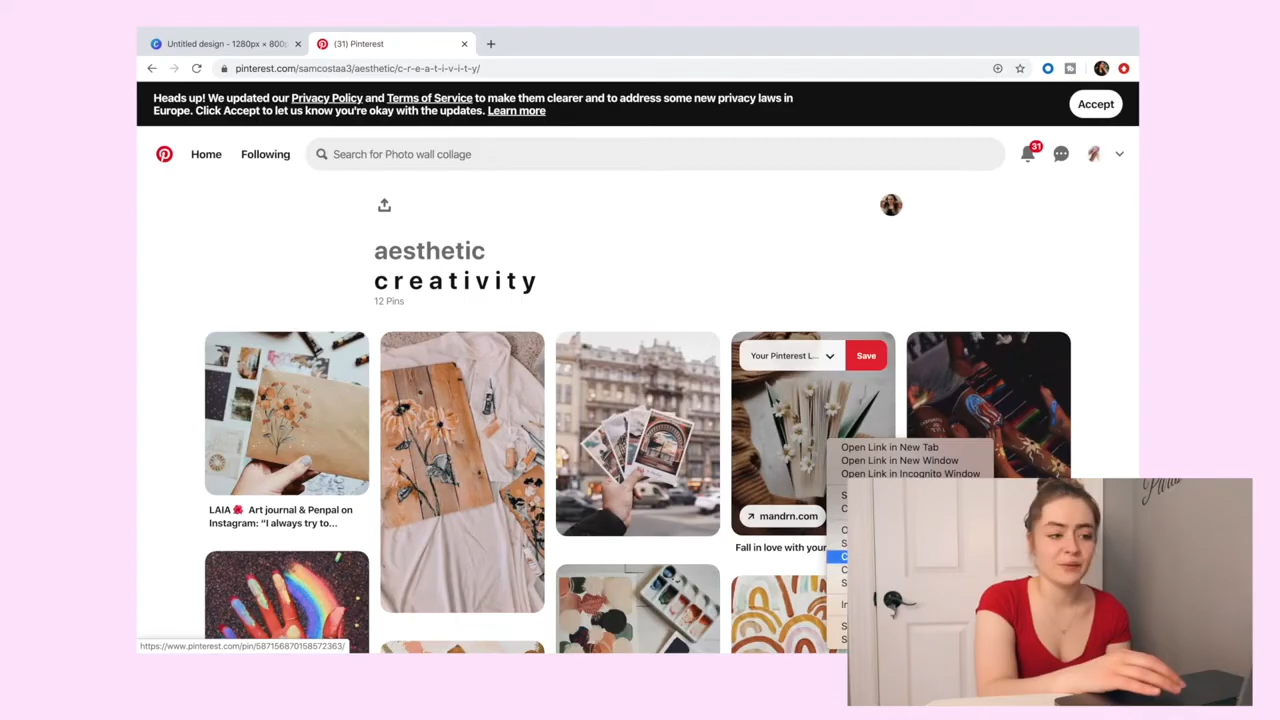 Untitled design - 1280px × 800p
(31) Pinterest
pinterest.com/samcostaa3/aesthetic/c-r-e-a-t-i-v-i-t-y/
Heads up! We updated our Privacy Policy and Terms of Service to make them clearer and to address some new privacy laws in
Europe. Click Accept to let us know you're okay with the updates. Learn more
Accept
Home
Following
Search for Photo wall collage
31
aesthetic
c r e a t i v i t y
12 Pins
Your Pinterest L...
Save
Open Link in New Tab
Open Link in New Window
Open Link in Incognito Window
mandrn.com
LAIA🌺 Art journal & Penpal on
Instagram: “I always try to...
Fall in love with your
https://www.pinterest.com/pin/587156870158572363/